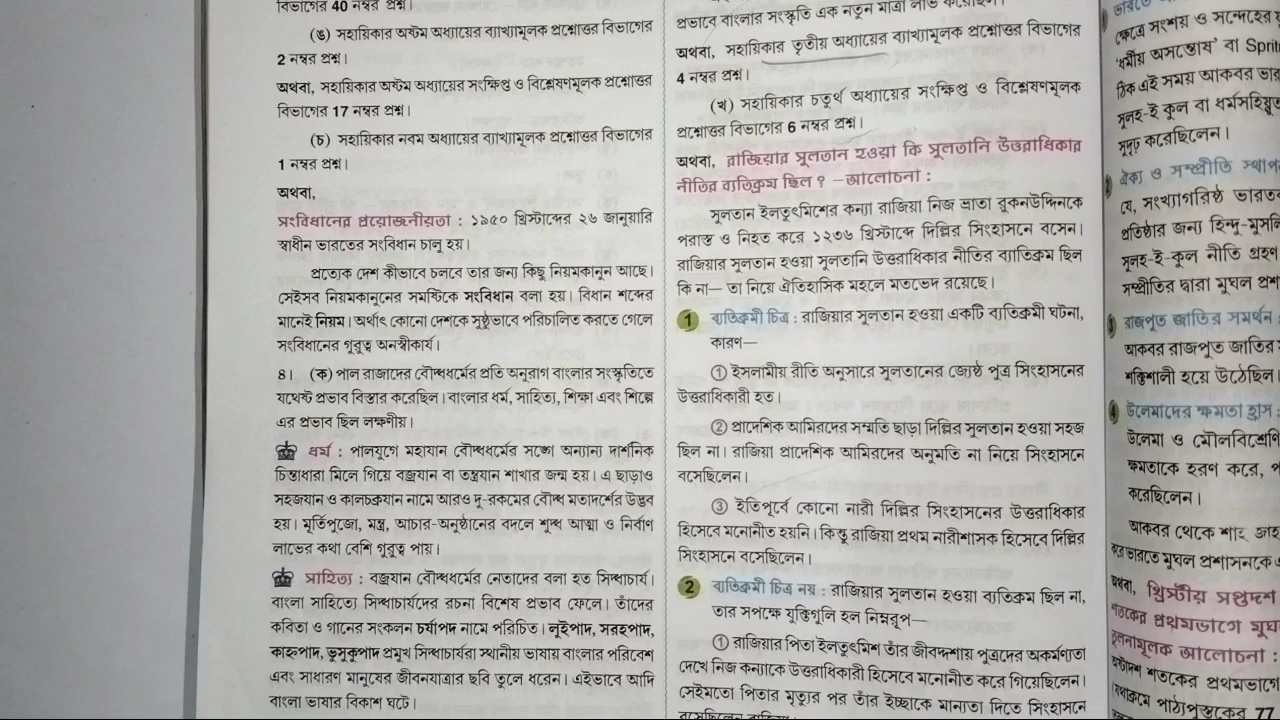 বিভাগের 40 নম্বর প্রশ্ন।
(ঙ) সহায়িকার অষ্টম অধ্যায়ের ব্যাখ্যামূলক প্রশ্নোত্তর বিভাগের
2 নম্বর প্রশ্ন।
অথবা, সহায়িকার অষ্টম অধ্যায়ের সংক্ষিপ্ত ও বিশ্লেষণমূলক প্রশ্নোত্তর
বিভাগের 17 নম্বর প্রশ্ন।
(চ) সহায়িকার নবম অধ্যায়ের ব্যাখ্যামূলক প্রশ্নোত্তর বিভাগের
1 নম্বর প্রশ্ন।
অথবা,
সংবিধানের প্রয়োজনীয়তা : ১৯৫০ খ্রিস্টাব্দের ২৬ জানুয়ারি
স্বাধীন ভারতের সংবিধান চালু হয়।
প্রত্যেক দেশ কীভাবে চলবে তার জন্য কিছু নিয়মকানুন আছে।
সেইসব নিয়মকানুনের সমষ্টিকে সংবিধান বলা হয়। বিধান শব্দের
মানেই নিয়ম। অর্থাৎ কোনো দেশকে সুষ্ঠুভাবে পরিচালিত করতে গেলে
সংবিধানের গুরুত্ব অনস্বীকার্য।
8। (ক) পাল রাজাদের বৌদ্ধধর্মের প্রতি অনুরাগ বাংলার সংস্কৃতিতে
যথেষ্ট প্রভাব বিস্তার করেছিল। বাংলার ধর্ম, সাহিত্য, শিক্ষা এবং শিল্পে
এর প্রভাব ছিল লক্ষণীয়।
ধর্ম : পালযুগে মহাযান বৌদ্ধধর্মের সঙ্গে অন্যান্য দার্শনিক
চিন্তাধারা মিলে গিয়ে বজ্রযান বা তন্ত্রযান শাখার জন্ম হয়। এ ছাড়াও
সহজযান ও কালচক্রযান নামে আরও দু-রকমের বৌদ্ধ মতাদর্শের উদ্ভব
হয়। মূর্তিপুজো, মন্ত্র, আচার-অনুষ্ঠানের বদলে শুদ্ধ আত্মা ও নির্বাণ
লাভের কথা বেশি গুরুত্ব পায়।
সাহিত্য : বজ্রযান বৌদ্ধধর্মের নেতাদের বলা হত সিদ্ধাচার্য।
বাংলা সাহিত্যে সিদ্ধাচার্যদের রচনা বিশেষ প্রভাব ফেলে। তাঁদের
কবিতা ও গানের সংকলন চর্যাপদ নামে পরিচিত। লুইপাদ, সরহপাদ,
কাহ্নপাদ, ভুসুকুপাদ প্রমুখ সিদ্ধাচার্যরা স্থানীয় ভাষায় বাংলার পরিবেশ
এবং সাধারণ মানুষের জীবনযাত্রার ছবি তুলে ধরেন। এইভাবে আদি
বাংলা ভাষার বিকাশ ঘটে।
প্রভাবে বাংলার সংস্কৃতি এক নতুন মাত্রা লাভ করেছিল।
অথবা, সহায়িকার তৃতীয় অধ্যায়ের ব্যাখ্যামূলক প্রশ্নোত্তর বিভাগের
4 নম্বর প্রশ্ন।
(খ) সহায়িকার চতুর্থ অধ্যায়ের সংক্ষিপ্ত ও বিশ্লেষণমূলক
প্রশ্নোত্তর বিভাগের 6 নম্বর প্রশ্ন।
অথবা, রাজিয়ার সুলতান হওয়া কি সুলতানি উত্তরাধিকার
নীতির ব্যতিক্রম ছিল ? –আলোচনা :
সুলতান ইলতুৎমিশের কন্যা রাজিয়া নিজ ভ্রাতা রুকনউদ্দিনকে
পরাস্ত ও নিহত করে ১২৩৬ খ্রিস্টাব্দে দিল্লির সিংহাসনে বসেন।
রাজিয়ার সুলতান হওয়া সুলতানি উত্তরাধিকার নীতির ব্যতিক্রম ছিল
কি না— তা নিয়ে ঐতিহাসিক মহলে মতভেদ রয়েছে।
1 ব্যতিক্রমী চিত্র : রাজিয়ার সুলতান হওয়া একটি ব্যতিক্রমী ঘটনা,
কারণ—
① ইসলামীয় রীতি অনুসারে সুলতানের জ্যেষ্ঠ পুত্র সিংহাসনের
উত্তরাধিকারী হত।
② প্রাদেশিক আমিরদের সম্মতি ছাড়া দিল্লির সুলতান হওয়া সহজ
ছিল না। রাজিয়া প্রাদেশিক আমিরদের অনুমতি না নিয়ে সিংহাসনে
বসেছিলেন।
③ ইতিপূর্বে কোনো নারী দিল্লির সিংহাসনের উত্তরাধিকার
হিসেবে মনোনীত হয়নি। কিন্তু রাজিয়া প্রথম নারীশাসক হিসেবে দিল্লির
সিংহাসনে বসেছিলেন।
2 ব্যতিক্রমী চিত্র নয় : রাজিয়ার সুলতান হওয়া ব্যতিক্রম ছিল না,
তার সপক্ষে যুক্তিগুলি হল নিম্নরূপ—
① রাজিয়ার পিতা ইলতুৎমিশ তাঁর জীবদ্দশায় পুত্রদের অকর্মণ্যতা
দেখে নিজ কন্যাকে উত্তরাধিকারী হিসেবে মনোনীত করে গিয়েছিলেন।
সেইমতো পিতার মৃত্যুর পর তাঁর ইচ্ছাকে মান্যতা দিতে সিংহাসনে
ক্ষেত্রে সংশয় ও সন্দেহের
'ধর্মীয় অসন্তোষ' বা Sprit
ঠিক এই সময় আকবর ভার
সুলহ-ই কুল বা ধর্মসহিষ্ণু
সুদৃঢ় করেছিলেন।
ঐক্য ও সম্প্রীতি স্থাপ
যে, সংখ্যাগরিষ্ঠ ভারত
প্রতিষ্ঠার জন্য হিন্দু-মুসলি
সুলহ-ই-কুল নীতি গ্রহণ
সম্প্রীতির দ্বারা মুঘল প্রশ
3 রাজপুত জাতির সমর্থন :
আকবর রাজপুত জাতির
শক্তিশালী হয়ে উঠেছিল।
4 উলেমাদের ক্ষমতা হ্রাস :
উলেমা ও মৌলবিশ্রেণি
ক্ষমতাকে হরণ করে, প
করেছিলেন।
আকবর থেকে শাহ জাহ
ভারতে মুঘল প্রশাসনকে
অথবা, খ্রিস্টীয় সপ্তদশ
শতকের প্রথমভাগে মুঘ
তুলনামূলক আলোচনা :
অষ্টাদশ শতকের প্রথমভাগে
পাঠ্যপুস্তকের 77